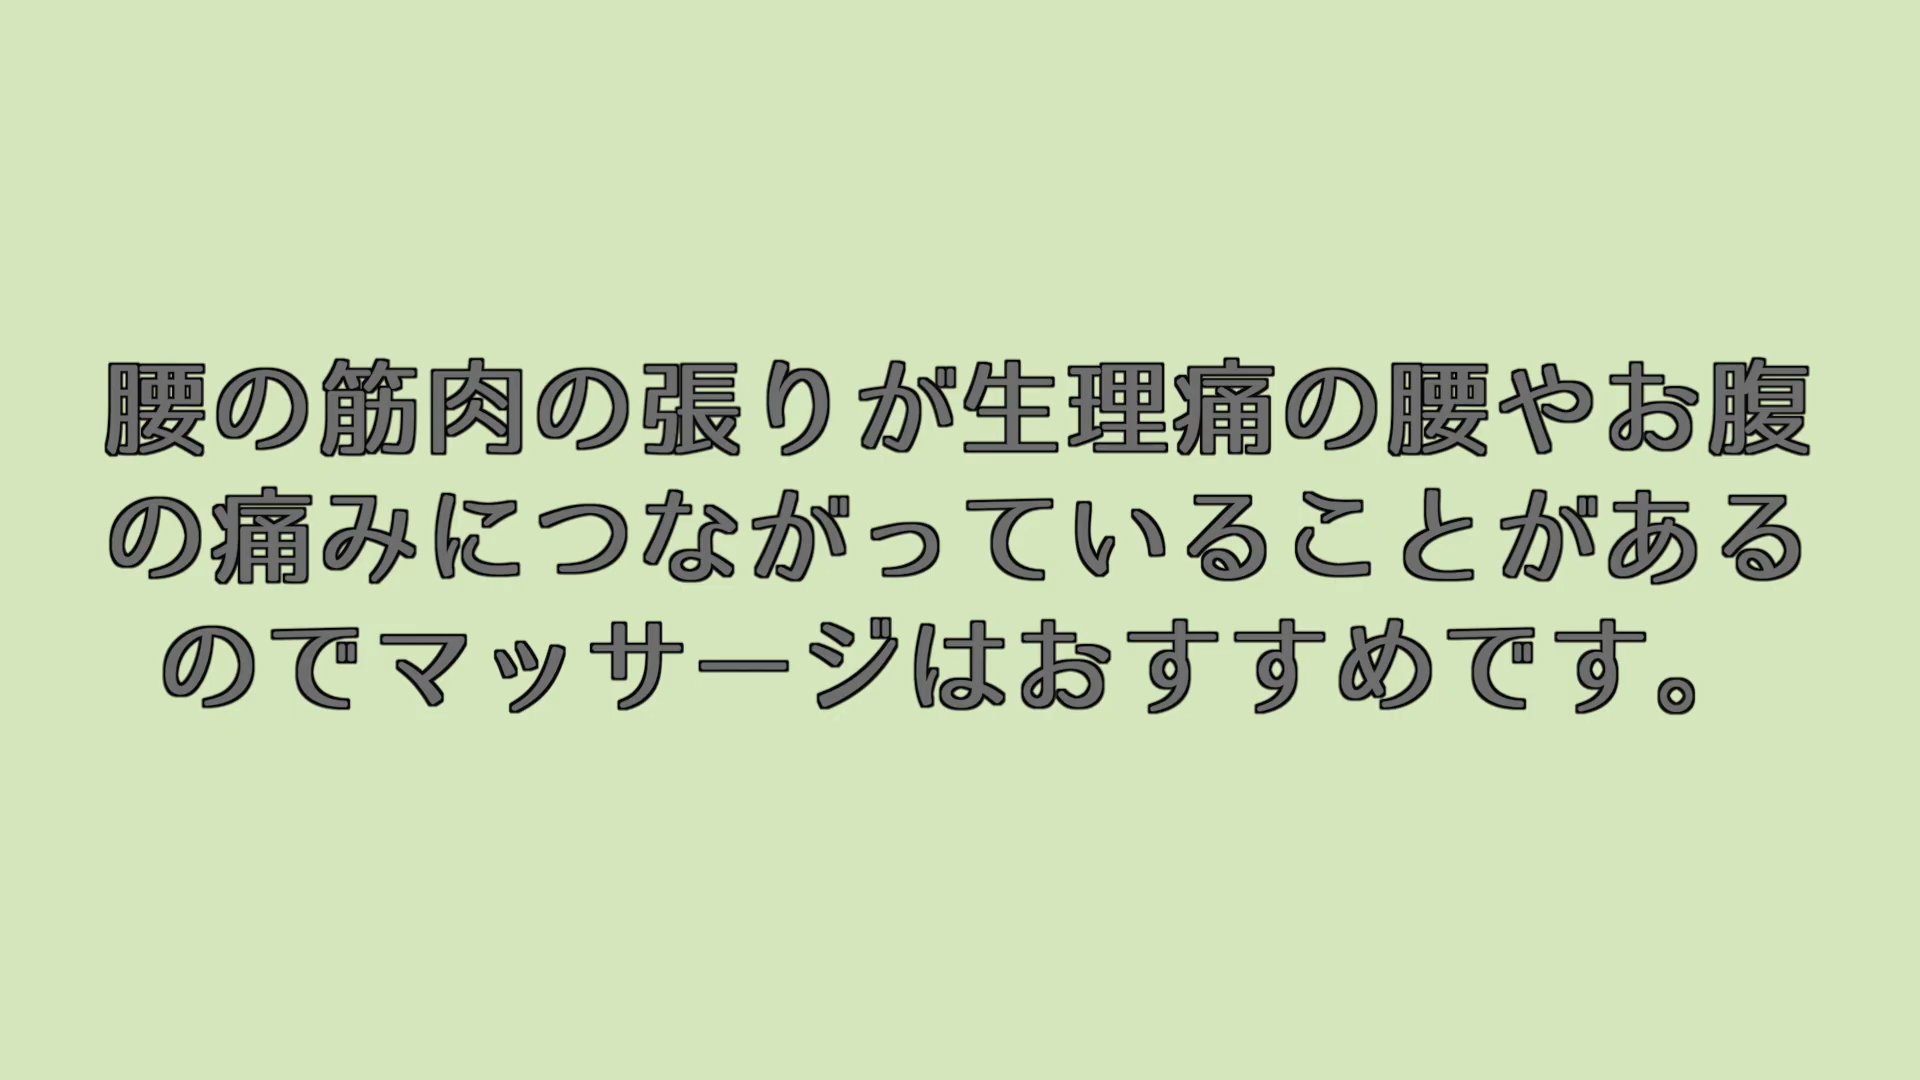 腰の筋肉の張りが生理痛の腰やお腹
の痛みにつながっていることがある
のでマッサージはおすすめです。